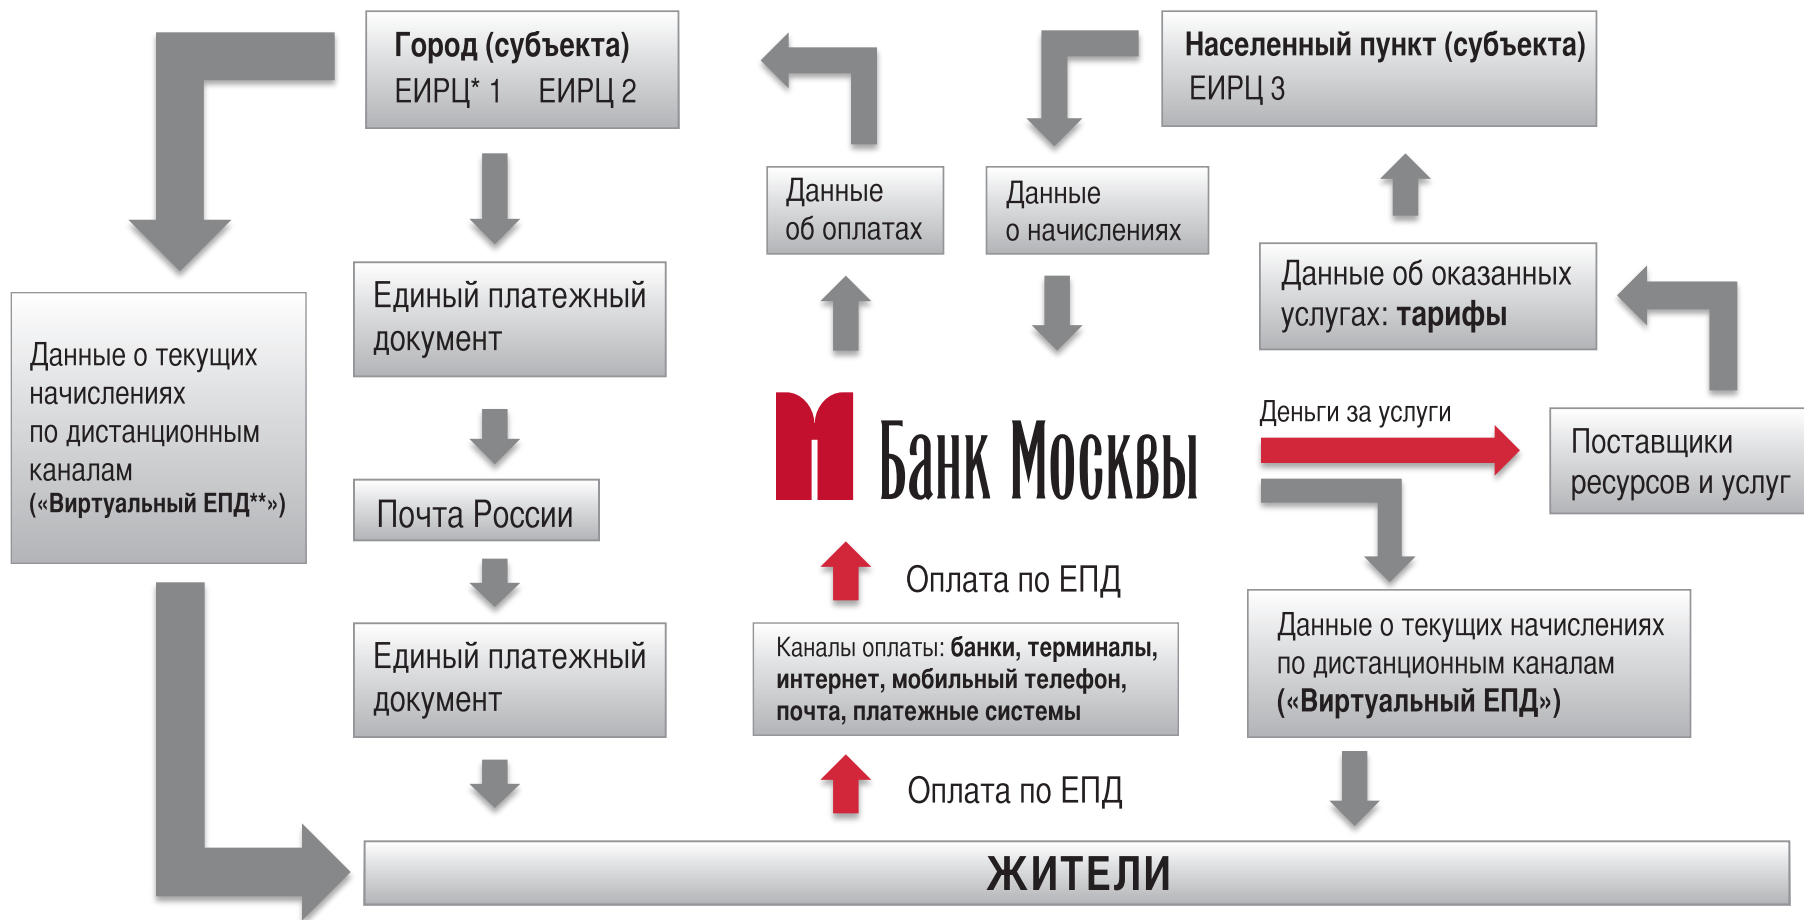 Город (субъекта)
ЕИРЦ* 1 ЕИРЦ 2
Населенный пункт (субъекта)
ЕИРЦ 3
Данные
об оплатах
Данные
о начислениях
Данные об оказанных
услугах: тарифы
Единый платежный
документ
Данные о текущих
начислениях
по дистанционным
каналам
(«Виртуальный ЕПД**»)
Банк Москвы
Деньги за услуги
Поставщики
ресурсов и услуг
Почта России
Оплата по ЕПД
Единый платежный
документ
Каналы оплаты: банки, терминалы,
интернет, мобильный телефон,
почта, платежные системы
Данные о текущих начислениях
по дистанционным каналам
(«Виртуальный ЕПД»)
Оплата по ЕПД
ЖИТЕЛИ